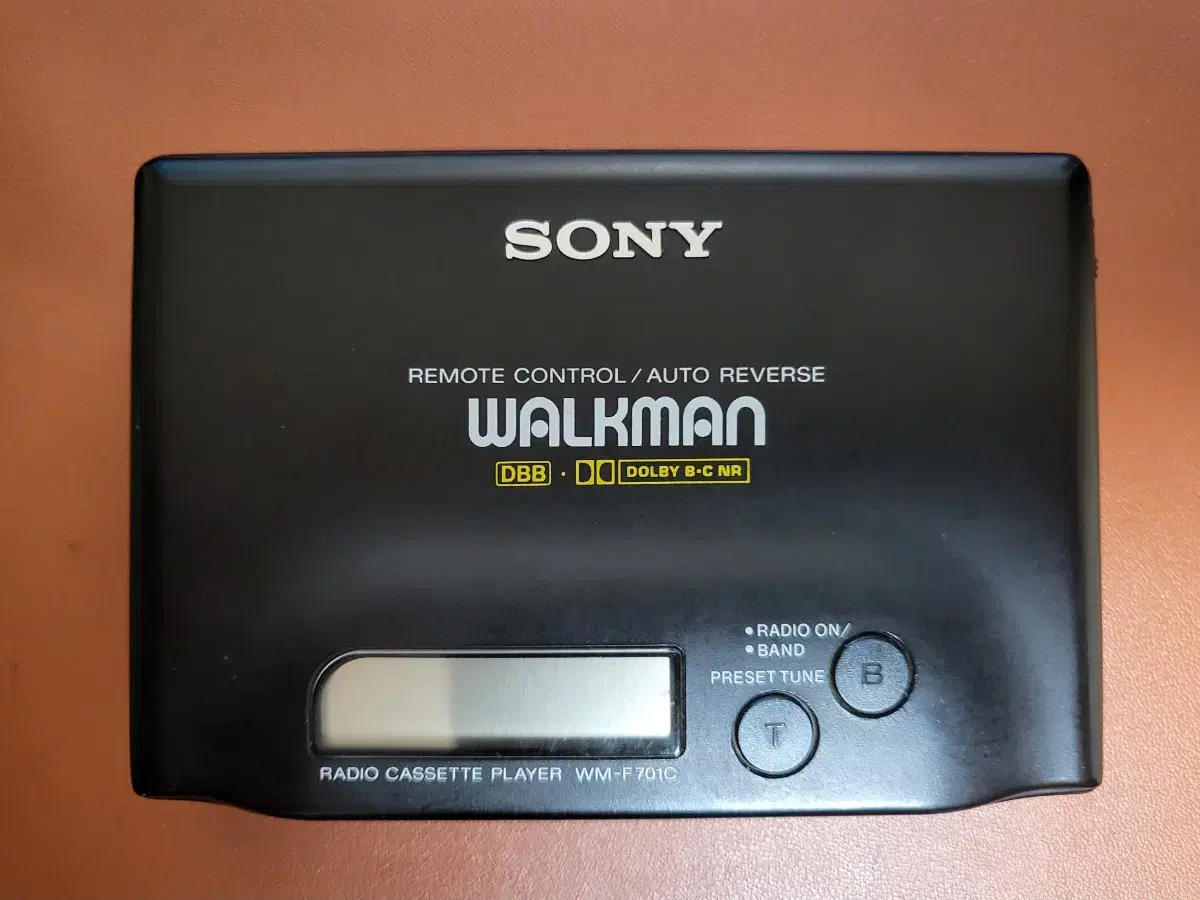 SONY
REMOTE CONTROL/AUTO REVERSE
WALKMAN
DBB · DOLBY B·C NR
• RADIO ON/
• BAND
PRESET TUNE
B
T
RADIO CASSETTE PLAYER WM-F701C